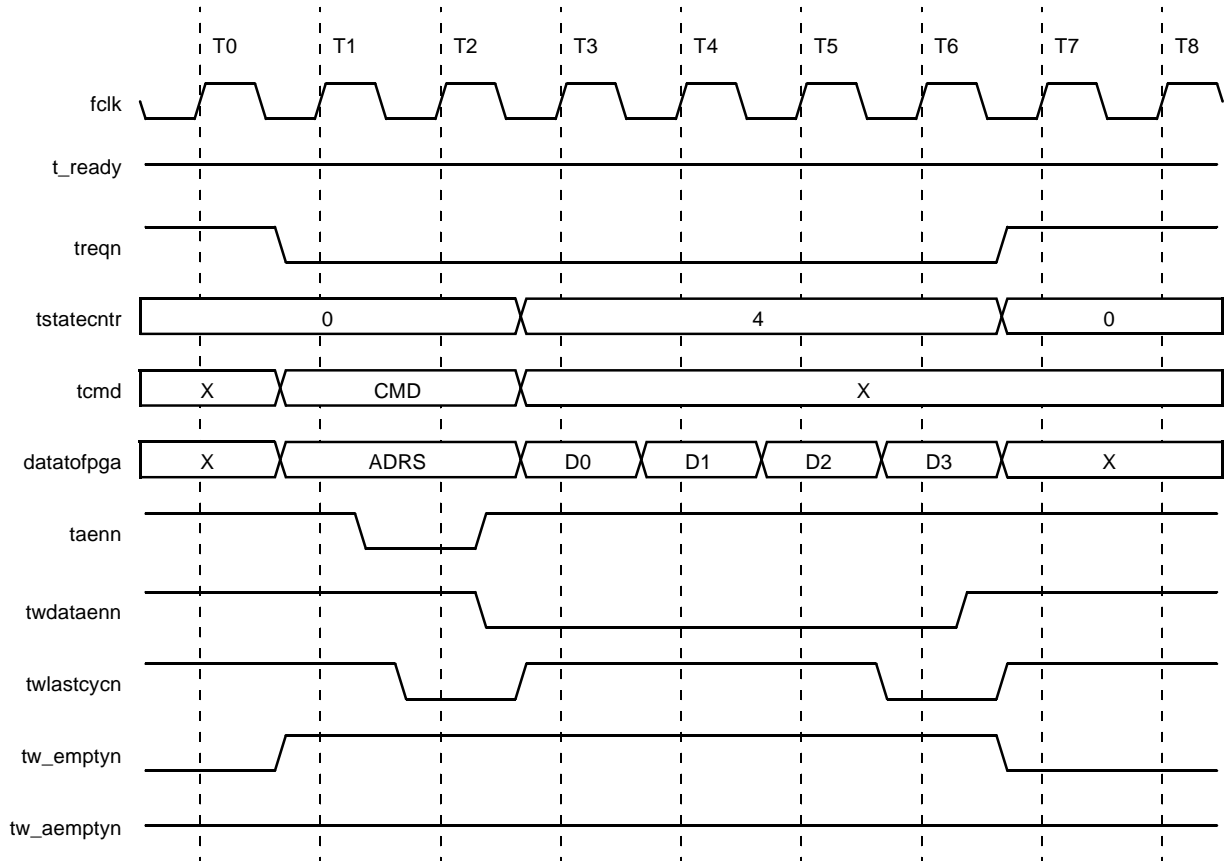 T0 T1 T2 T3 T4 T5 T6 T7 T8
fclk
t_ready
treqn
tstatecntr 0 4 0
tcmd X CMD X
datatofpga X ADRS D0 D1 D2 D3 X
taenn
twdataenn
twlastcycn
tw_emptyn
tw_aemptyn